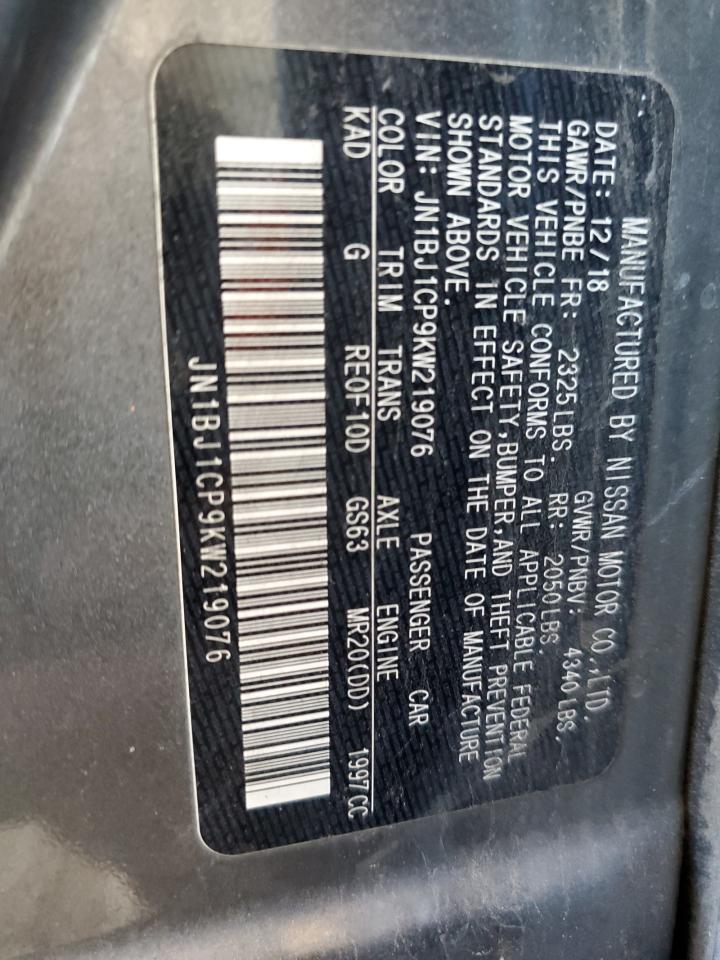 MANUFACTURED BY NISSAN MOTOR CO.,LTD.
DATE: 12/18 GVWR/PNBV: 4340 LBS.
GAWR/PNBE FR: 2325 LBS. RR: 2050 LBS.
THIS VEHICLE CONFORMS TO ALL APPLICABLE FEDERAL
MOTOR VEHICLE SAFETY,BUMPER,AND THEFT PREVENTION
STANDARDS IN EFFECT ON THE DATE OF MANUFACTURE
SHOWN ABOVE.
VIN: JN1BJ1CP9KW219076 PASSENGER CAR
COLOR TRIM TRANS AXLE ENGINE
KAD G REOF10D GS63 MR20(DD) 1997CC
JN1BJ1CP9KW219076